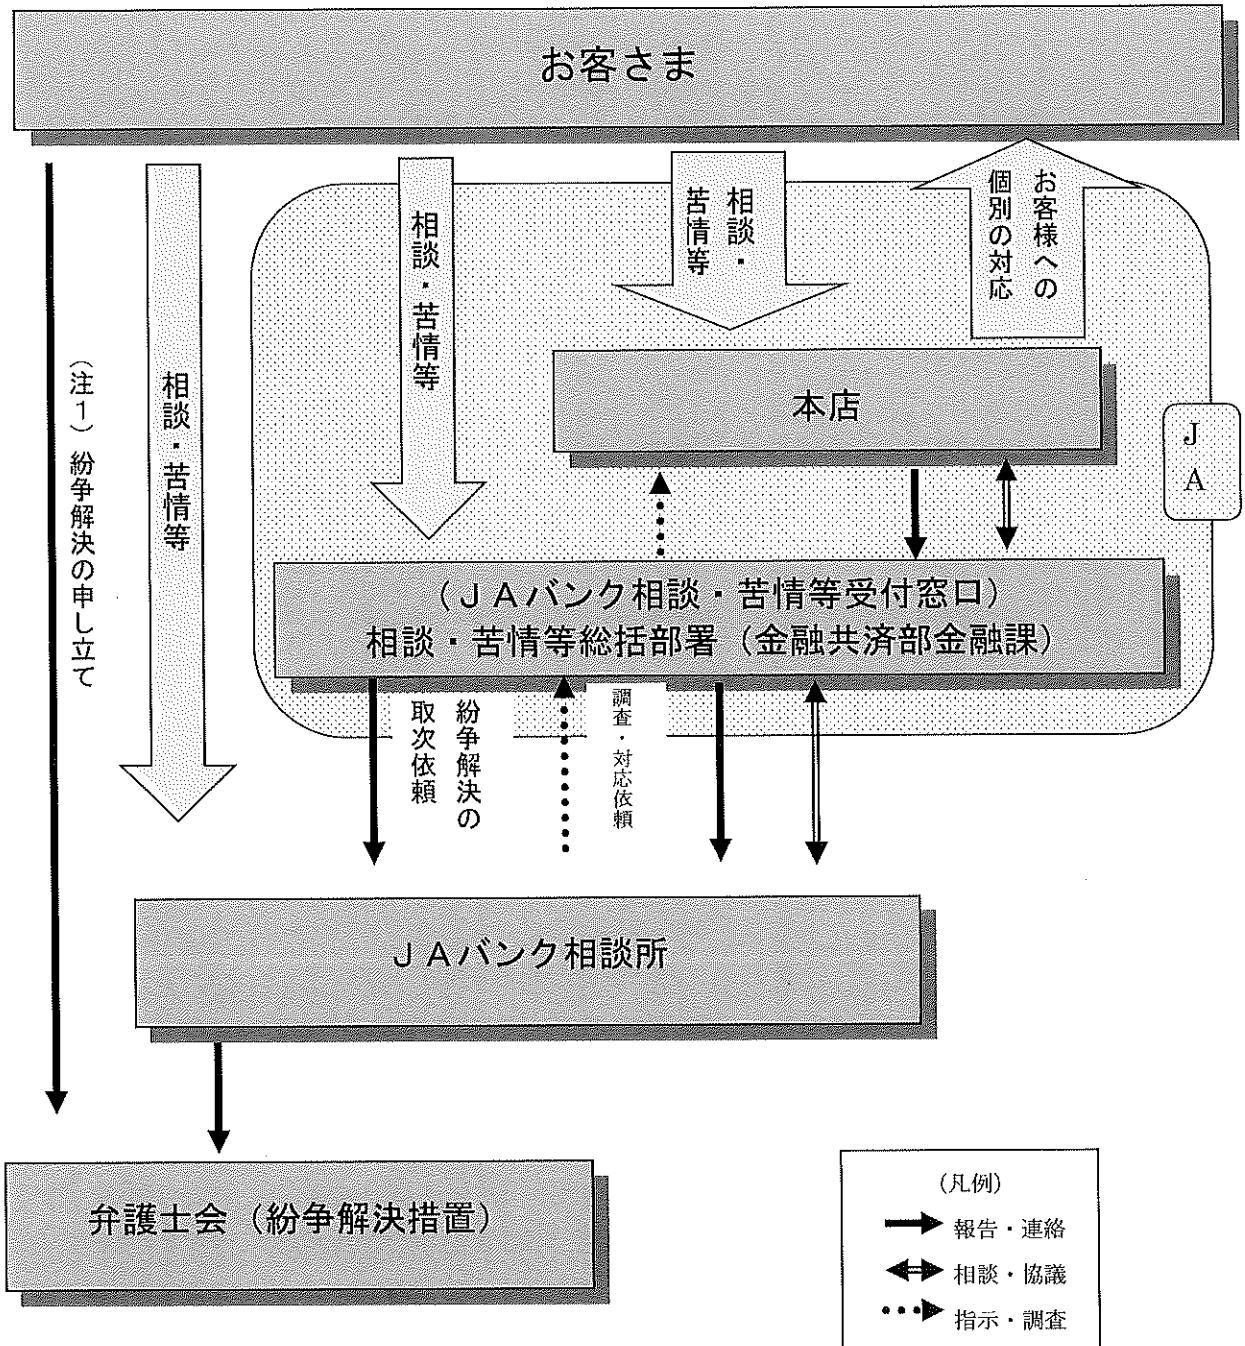 お客さま
(注１)紛争解決の申し立て
相談・苦情等
相談・苦情等
相談・
苦情等
お客様への
個別の対応
本店
ＪＡ
（ＪＡバンク相談・苦情等受付窓口）
相談・苦情等総括部署（金融共済部金融課）
紛争解決の
取次依頼
調査・対応依頼
ＪＡバンク相談所
弁護士会（紛争解決措置）
(凡例)
報告・連絡
相談・協議
指示・調査